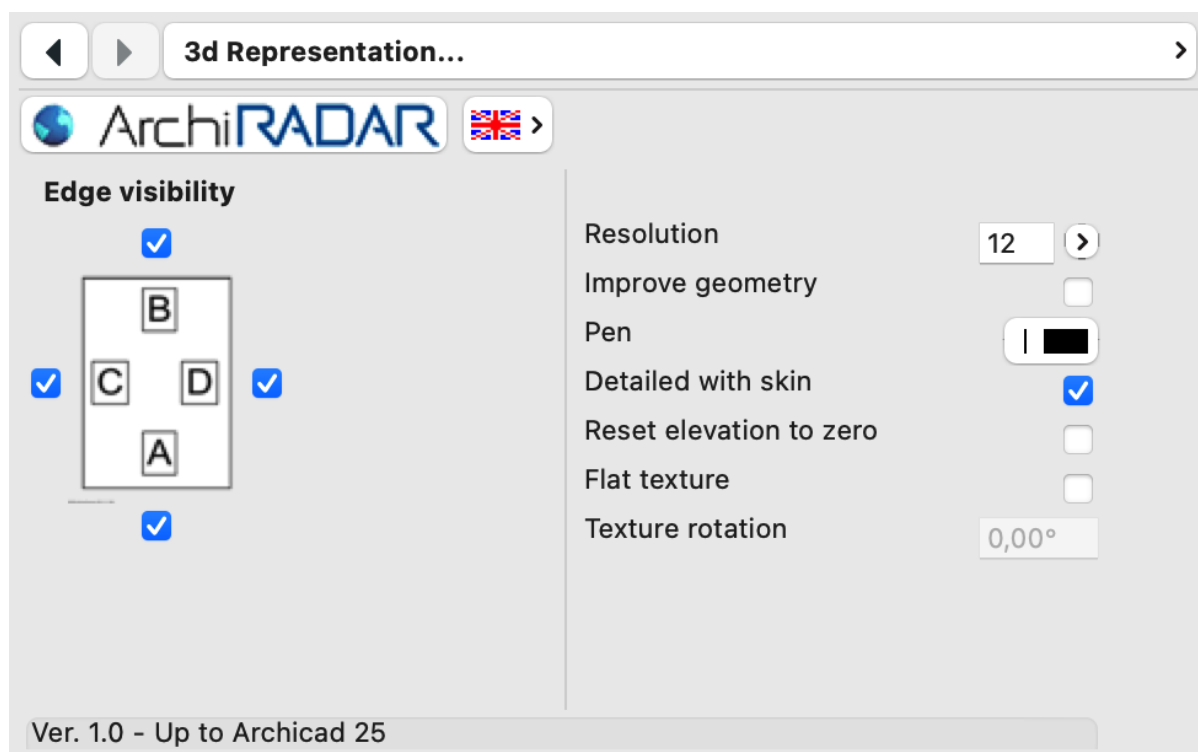 3d Representation...
ArchiRADAR
Edge visibility
B
C D
A
Resolution 12
Improve geometry
Pen
Detailed with skin
Reset elevation to zero
Flat texture
Texture rotation 0,00°
Ver. 1.0 - Up to Archicad 25